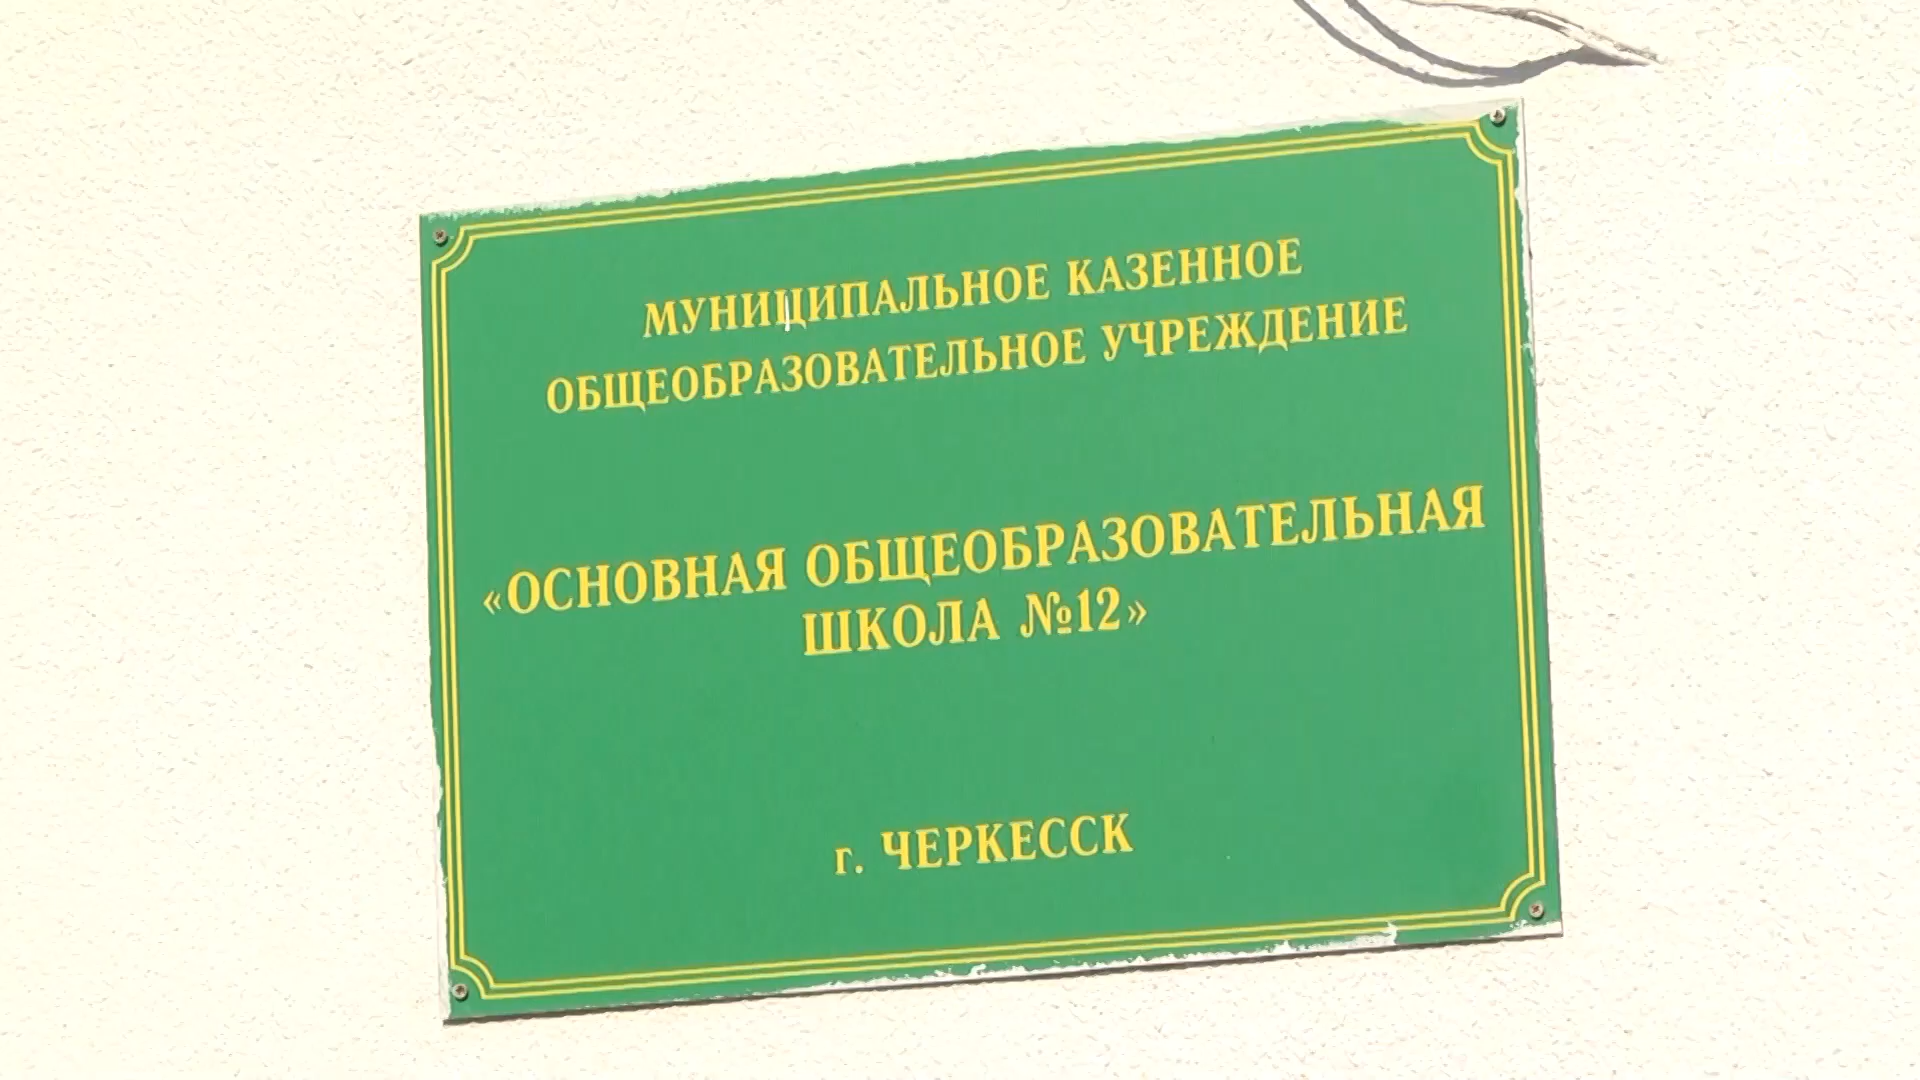 МУНИЦИПАЛЬНОЕ КАЗЕННОЕ
ОБЩЕОБРАЗОВАТЕЛЬНОЕ УЧРЕЖДЕНИЕ
«ОСНОВНАЯ ОБЩЕОБРАЗОВАТЕЛЬНАЯ
ШКОЛА №12»
г. ЧЕРКЕССК